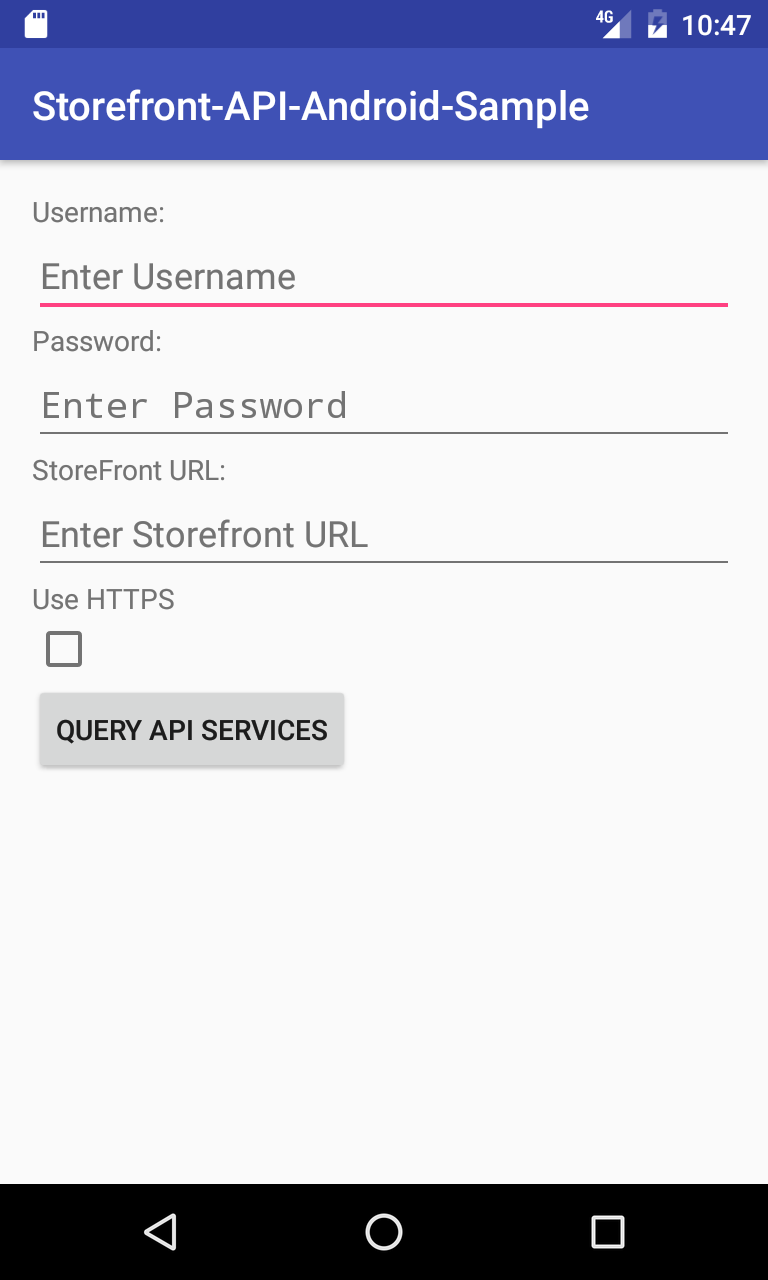 4G 10:47
Storefront-API-Android-Sample
Username:
Enter Username
Password:
Enter Password
StoreFront URL:
Enter Storefront URL
Use HTTPS
QUERY API SERVICES